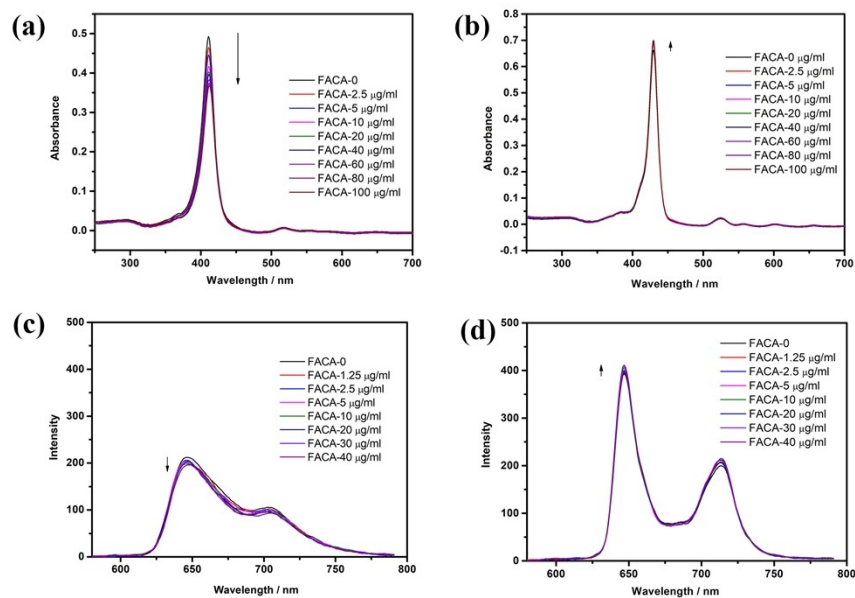 (a)
0.5
0.4
0.3
0.2
0.1
0.0
Absorbance
300 400 500 600 700
Wavelength / nm
FACA-0
FACA-2.5 μg/ml
FACA-5 μg/ml
FACA-10 μg/ml
FACA-20 μg/ml
FACA-40 μg/ml
FACA-60 μg/ml
FACA-80 μg/ml
FACA-100 μg/ml
(b)
0.8
0.7
0.6
0.5
0.4
0.3
0.2
0.1
0.0
-0.1
Absorbance
300 400 500 600 700
Wavelength / nm
FACA-0 μg/ml
FACA-2.5 μg/ml
FACA-5 μg/ml
FACA-10 μg/ml
FACA-20 μg/ml
FACA-40 μg/ml
FACA-60 μg/ml
FACA-80 μg/ml
FACA-100 μg/ml
(c)
500
400
300
200
100
0
Intensity
600 650 700 750 800
Wavelength / nm
FACA-0
FACA-1.25 μg/ml
FACA-2.5 μg/ml
FACA-5 μg/ml
FACA-10 μg/ml
FACA-20 μg/ml
FACA-30 μg/ml
FACA-40 μg/ml
(d)
500
400
300
200
100
0
Intensity
600 650 700 750 800
Wavelength / nm
FACA-0
FACA-1.25 μg/ml
FACA-2.5 μg/ml
FACA-5 μg/ml
FACA-10 μg/ml
FACA-20 μg/ml
FACA-30 μg/ml
FACA-40 μg/ml